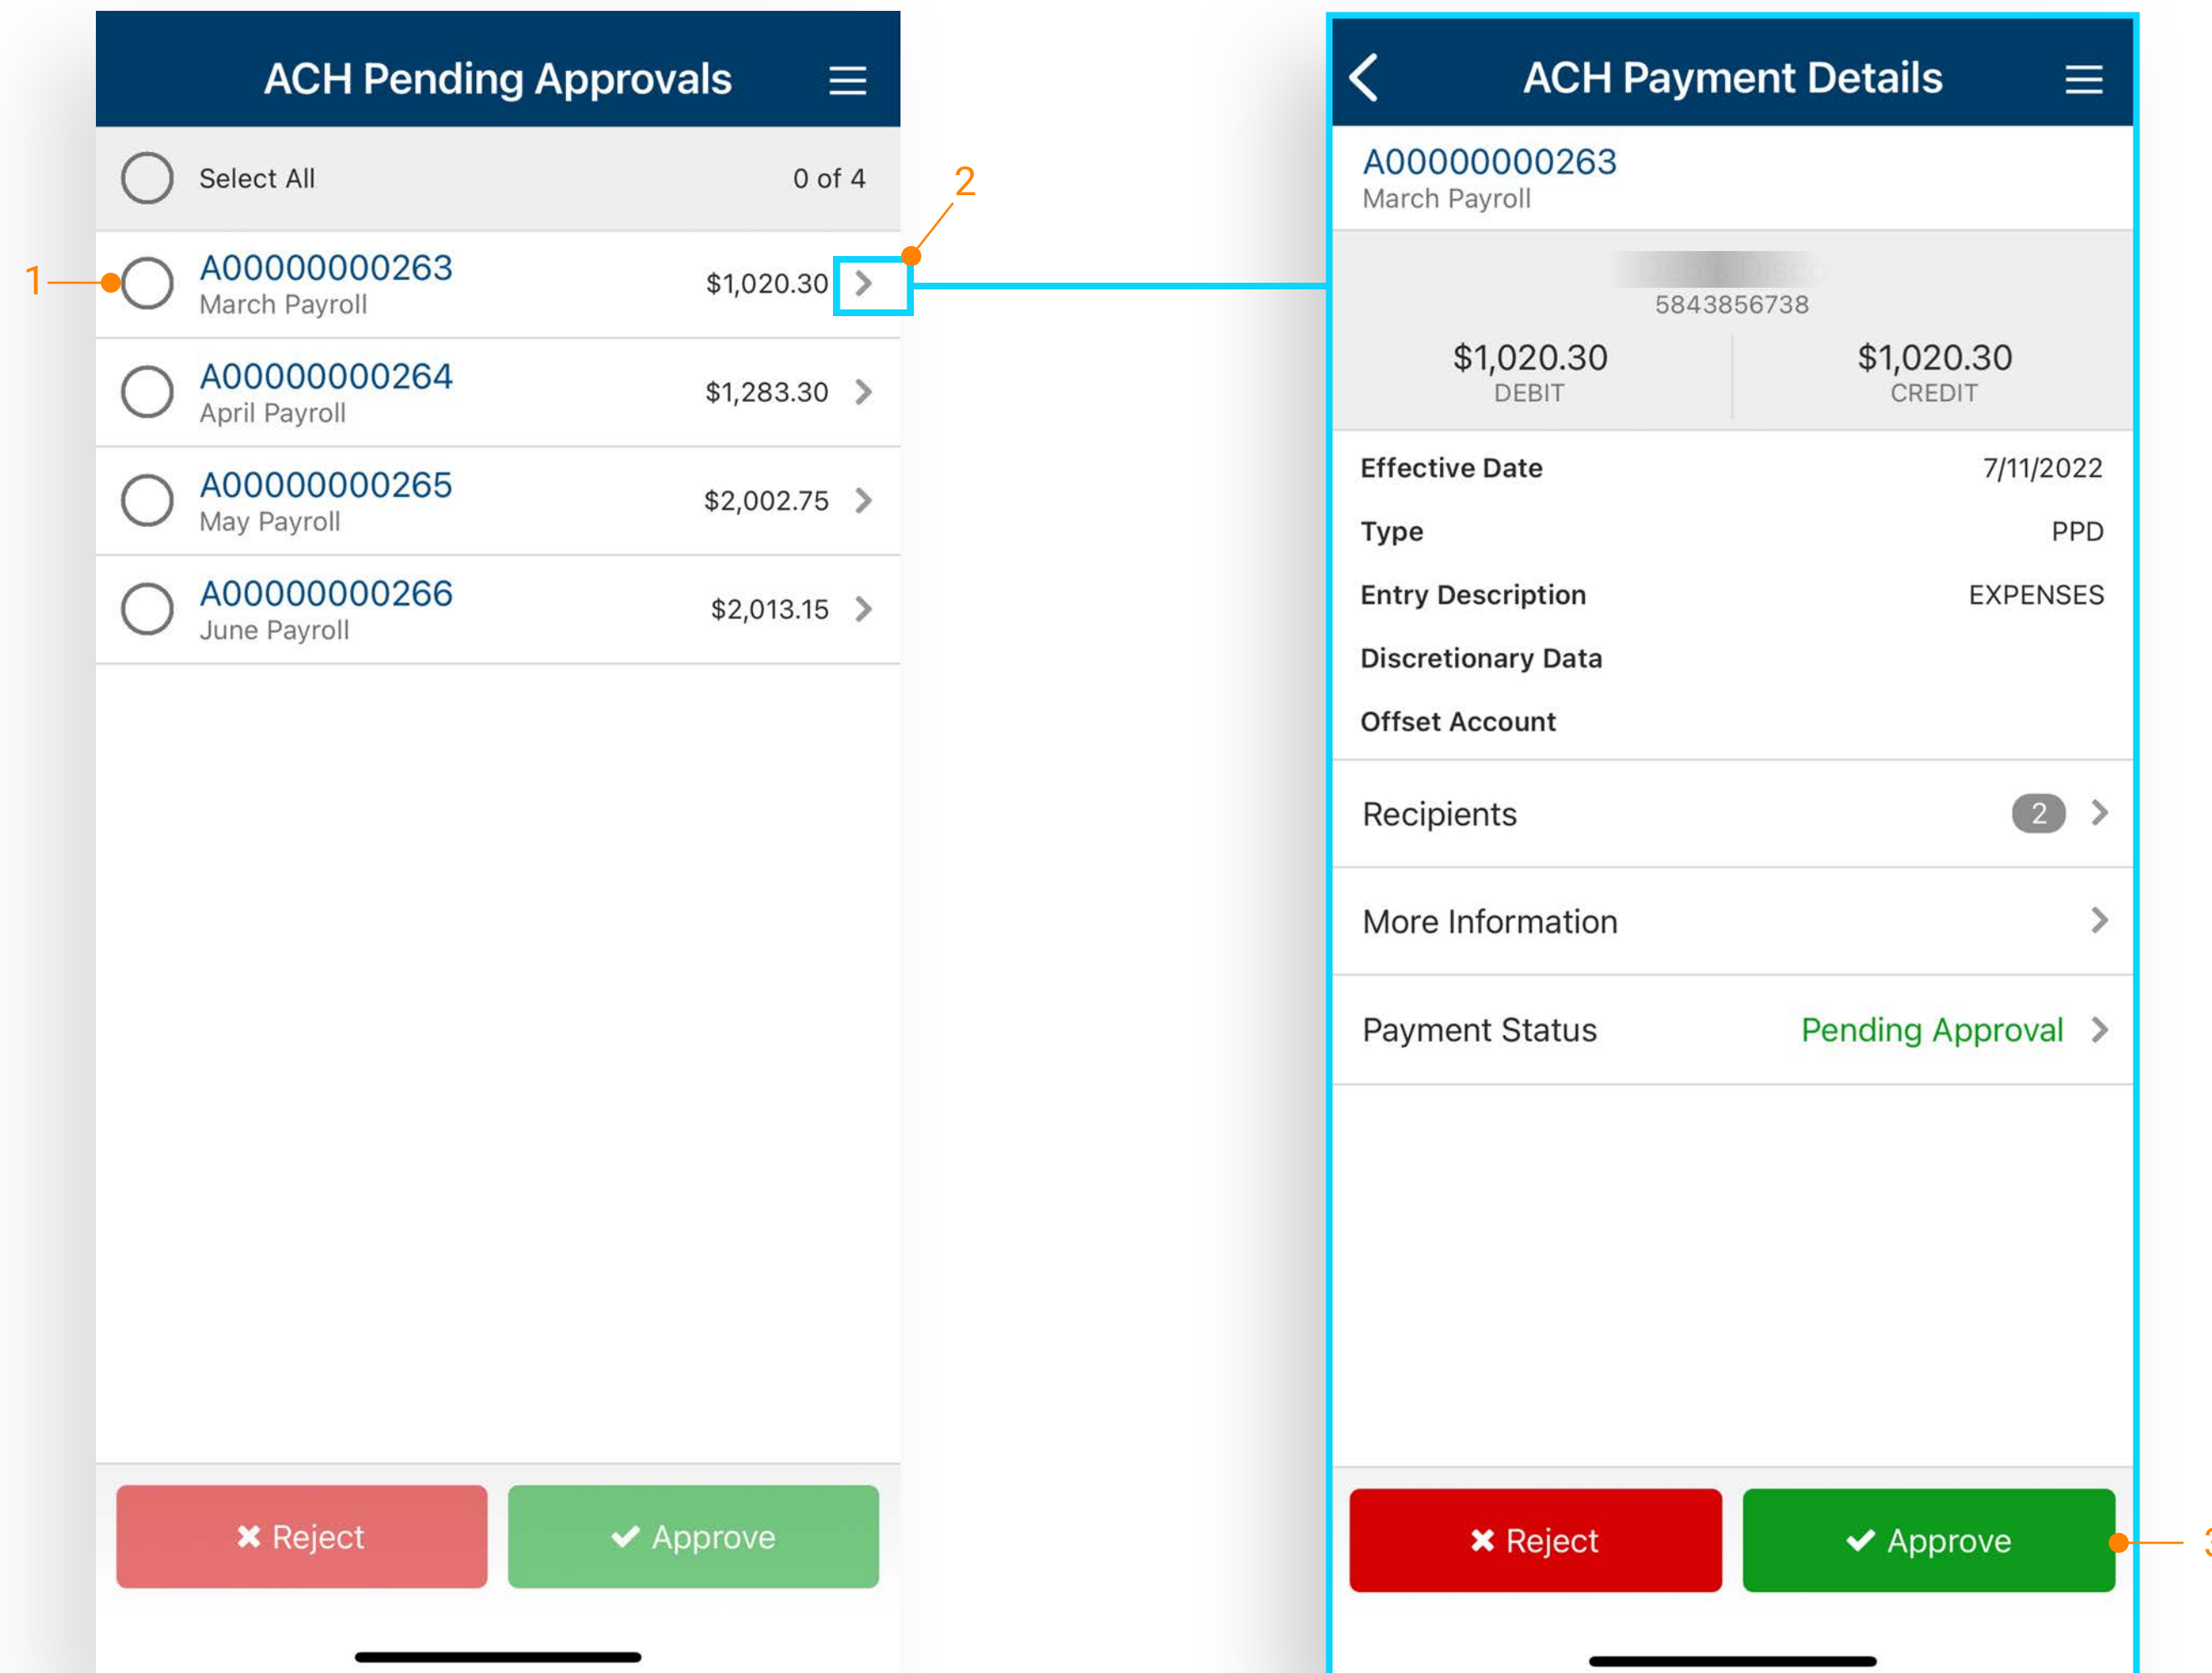 ACH Pending Approvals
Select All 0 of 4
2
1
A00000000263
March Payroll
$1,020.30
A00000000264
April Payroll
$1,283.30
A00000000265
May Payroll
$2,002.75
A00000000266
June Payroll
$2,013.15
Reject Approve
ACH Payment Details
A00000000263
March Payroll
5843856738
$1,020.30 $1,020.30
DEBIT CREDIT
Effective Date 7/11/2022
Type PPD
Entry Description EXPENSES
Discretionary Data
Offset Account
Recipients 2
More Information
Payment Status Pending Approval
Reject Approve